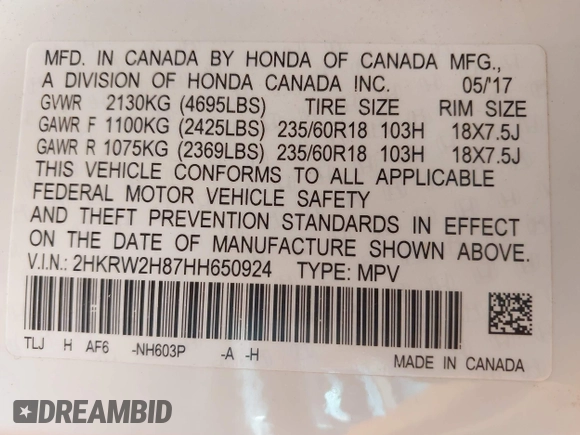 MFD. IN CANADA BY HONDA OF CANADA MFG.,
A DIVISION OF HONDA CANADA INC. 05/'17
GVWR 2130KG (4695LBS) TIRE SIZE RIM SIZE
GAWR F 1100KG (2425LBS) 235/60R18 103H 18X7.5J
GAWR R 1075KG (2369LBS) 235/60R18 103H 18X7.5J
THIS VEHICLE CONFORMS TO ALL APPLICABLE
FEDERAL MOTOR VEHICLE SAFETY
AND THEFT PREVENTION STANDARDS IN EFFECT
ON THE DATE OF MANUFACTURE SHOWN ABOVE.
V.I.N.: 2HKRW2H87HH650924 TYPE: MPV
TLJ H AF6 -NH603P -A -H
MADE IN CANADA
DREAMBID